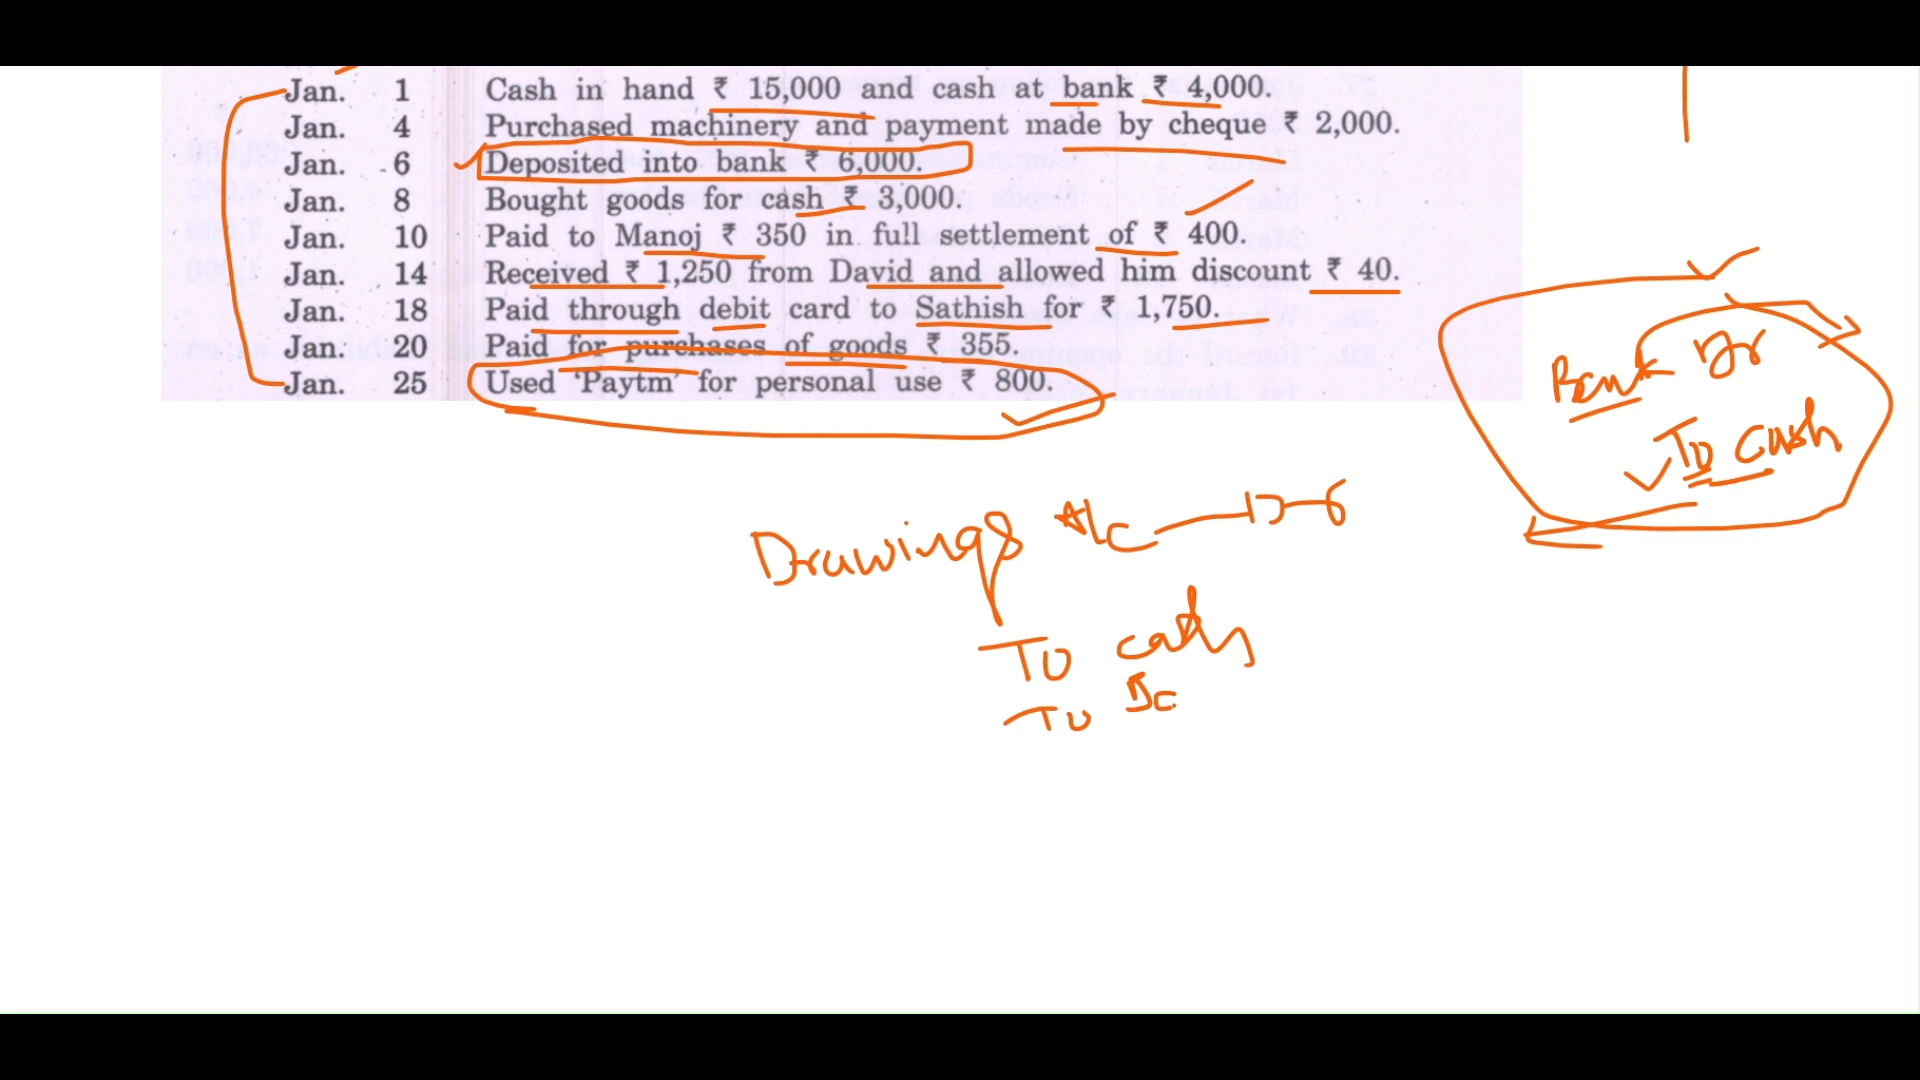 Jan. 1 Cash in hand ₹ 15,000 and cash at bank ₹ 4,000.
Jan. 4 Purchased machinery and payment made by cheque ₹ 2,000.
Jan. 6 Deposited into bank ₹ 6,000.
Jan. 8 Bought goods for cash ₹ 3,000.
Jan. 10 Paid to Manoj ₹ 350 in full settlement of ₹ 400.
Jan. 14 Received ₹ 1,250 from David and allowed him discount ₹ 40.
Jan. 18 Paid through debit card to Sathish for ₹ 1,750.
Jan. 20 Paid for purchases of goods ₹ 355.
Jan. 25 Used ‘Paytm’ for personal use ₹ 800.
Bank Dr
To Cash
Drawings A/c Dr
To cash
To